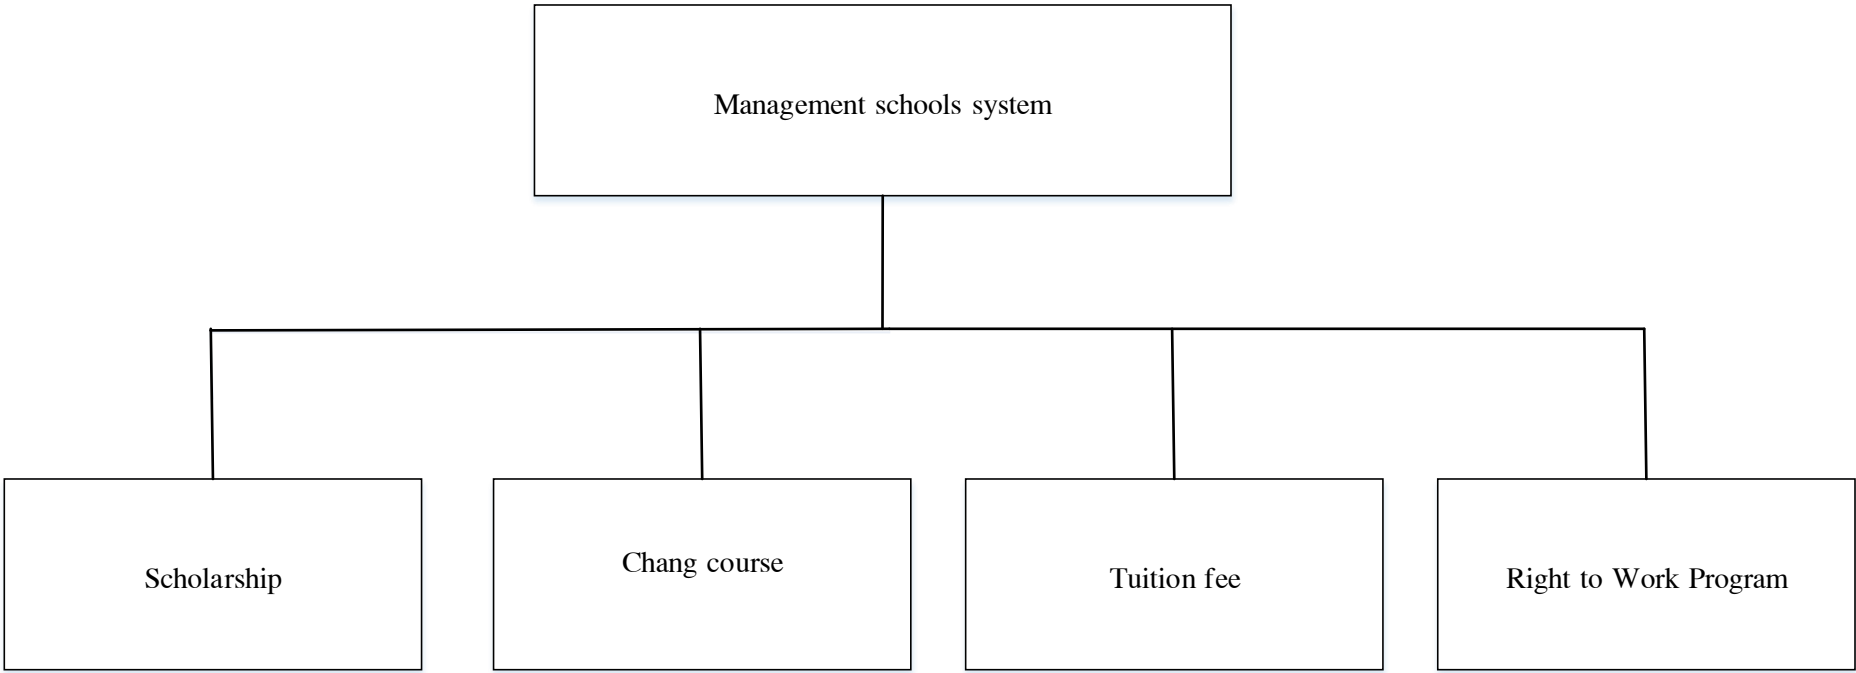 Management schools system
Scholarship
Chang course
Tuition fee
Right to Work Program